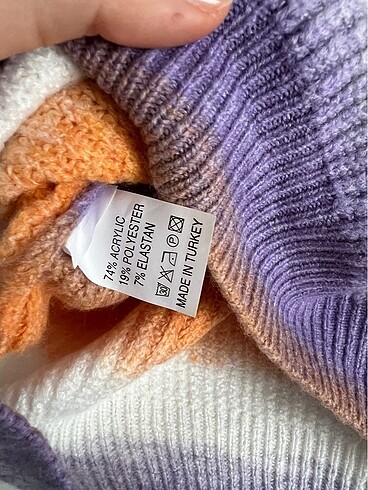 74% ACRYLIC
19% POLYESTER
7% ELASTAN
MADE IN TURKEY